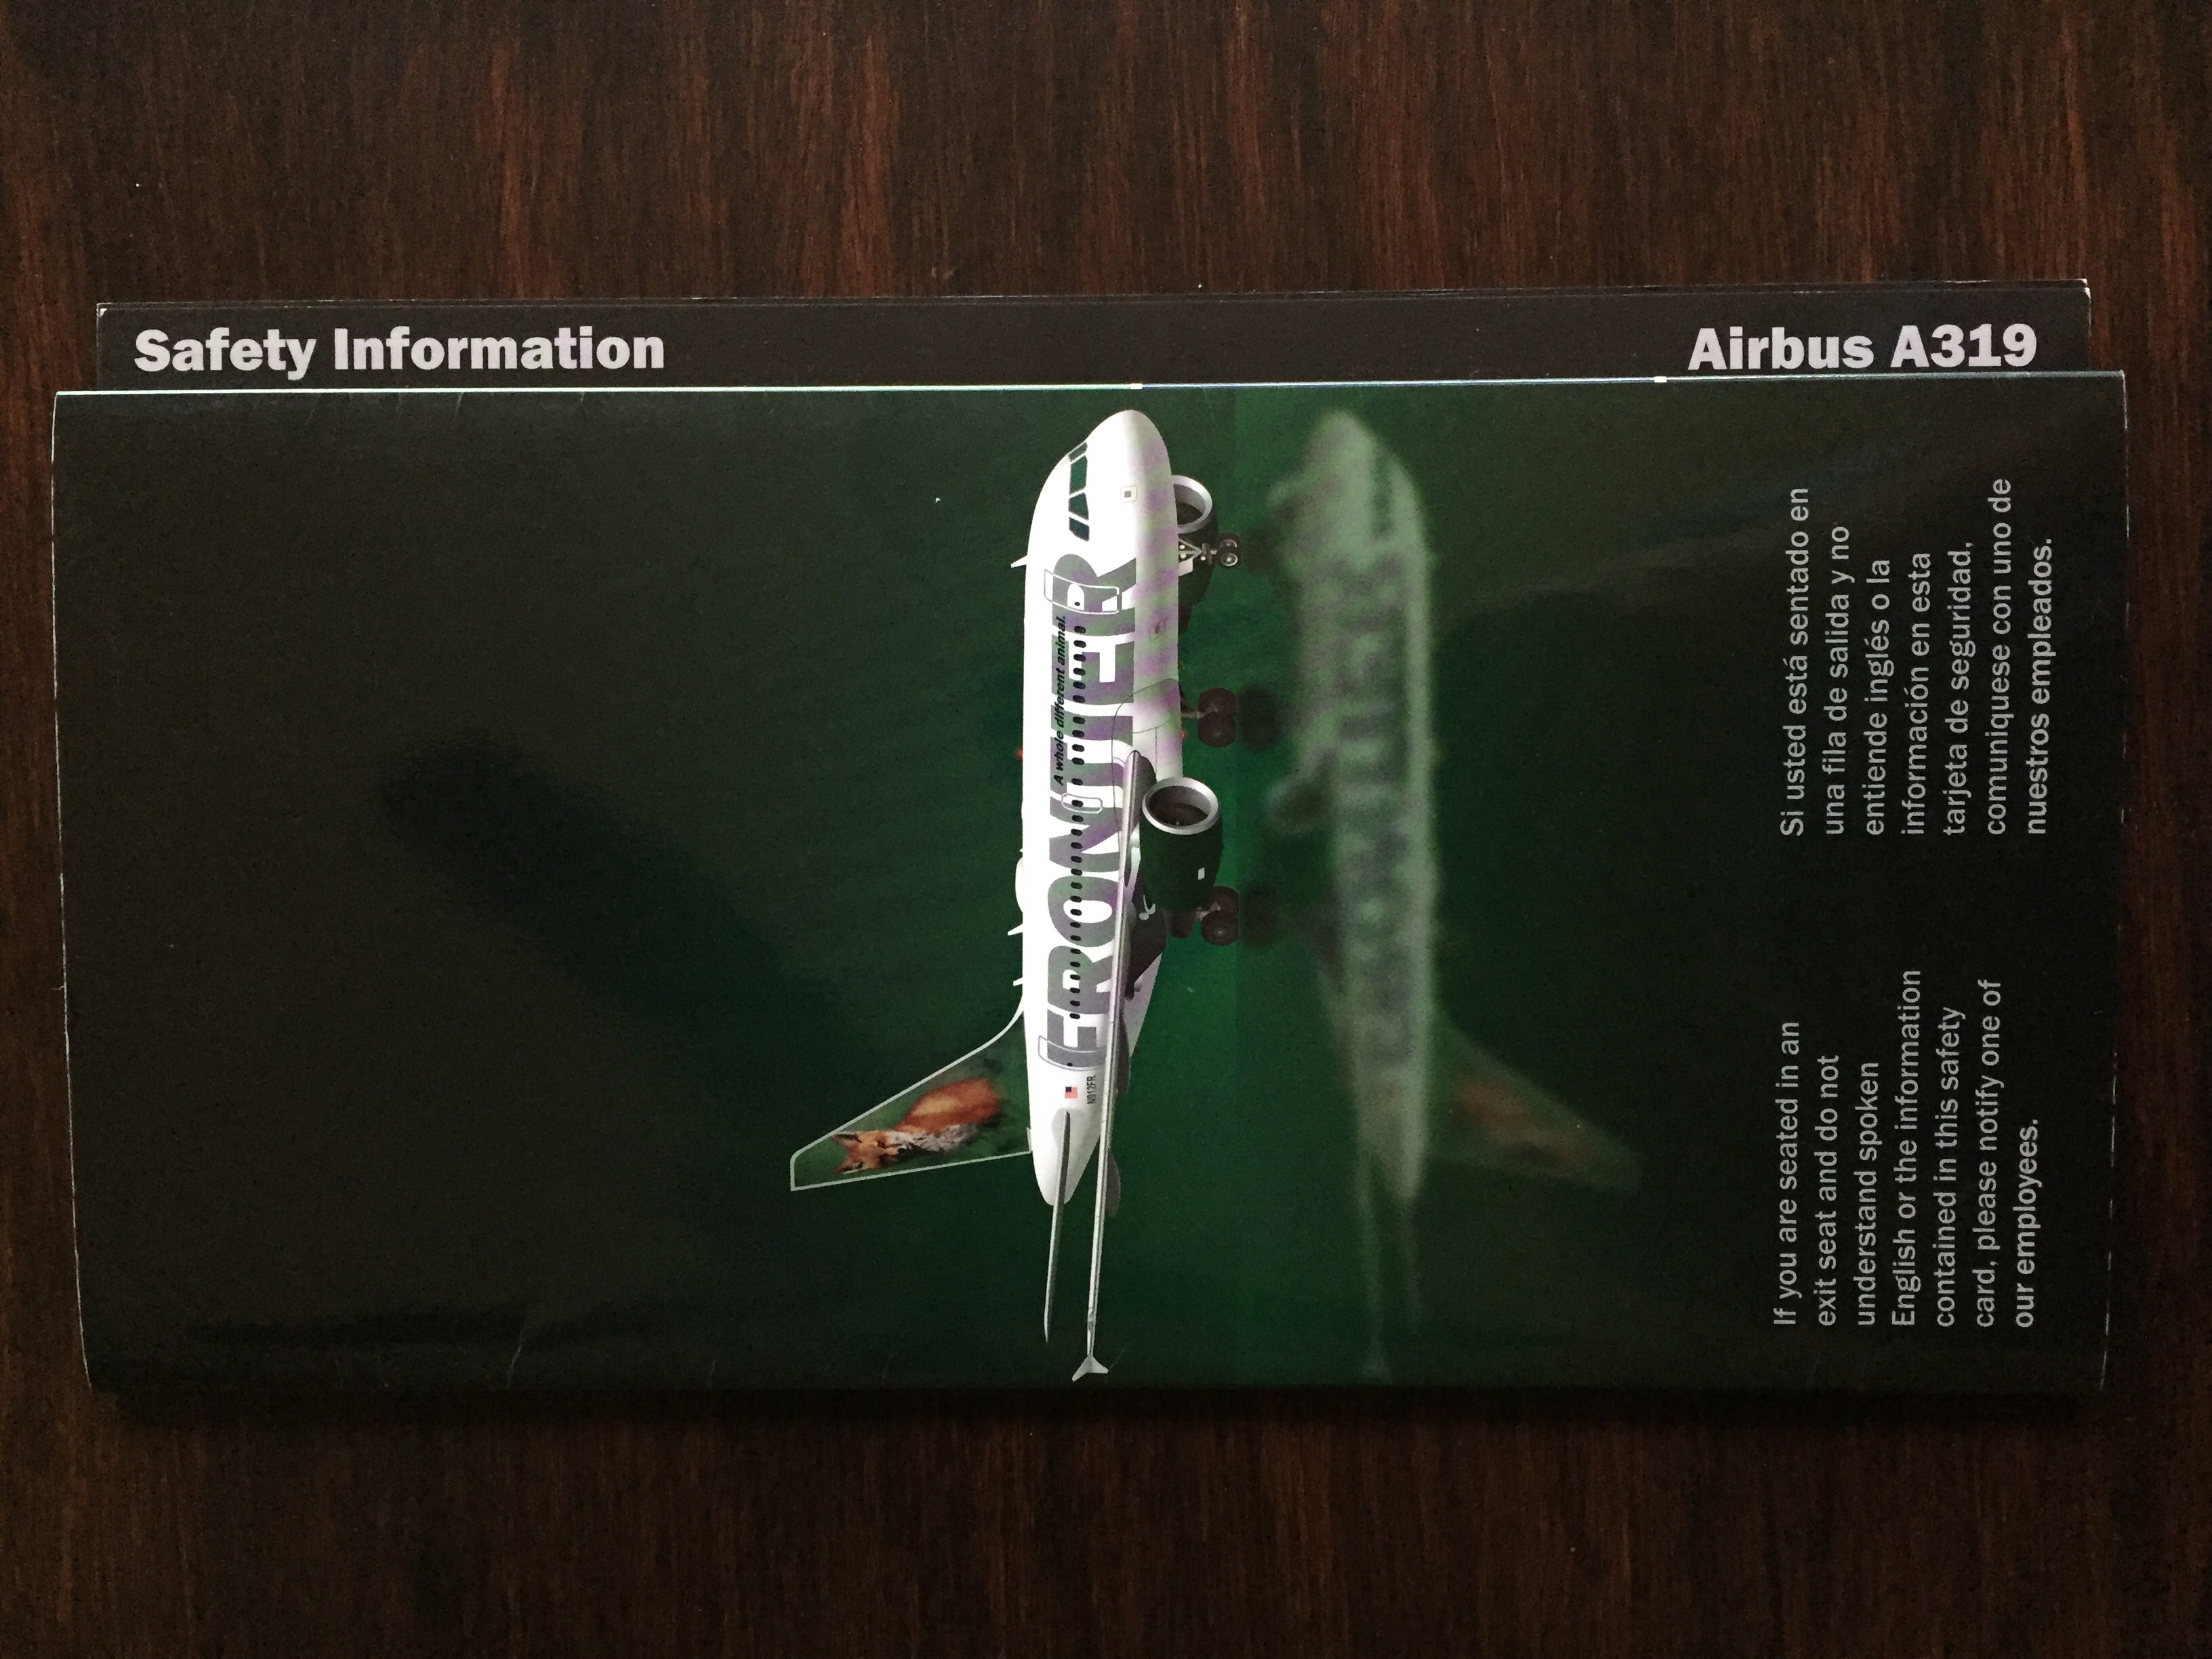 Safety Information
Airbus A319
A whole different animal.
FRONTIER
N912FR
If you are seated in an
exit seat and do not
understand spoken
English or the information
contained in this safety
card, please notify one of
our employees.
Si usted está sentado en
una fila de salida y no
entiende inglés o la
información en esta
tarjeta de seguridad,
comuniquese con uno de
nuestros empleados.